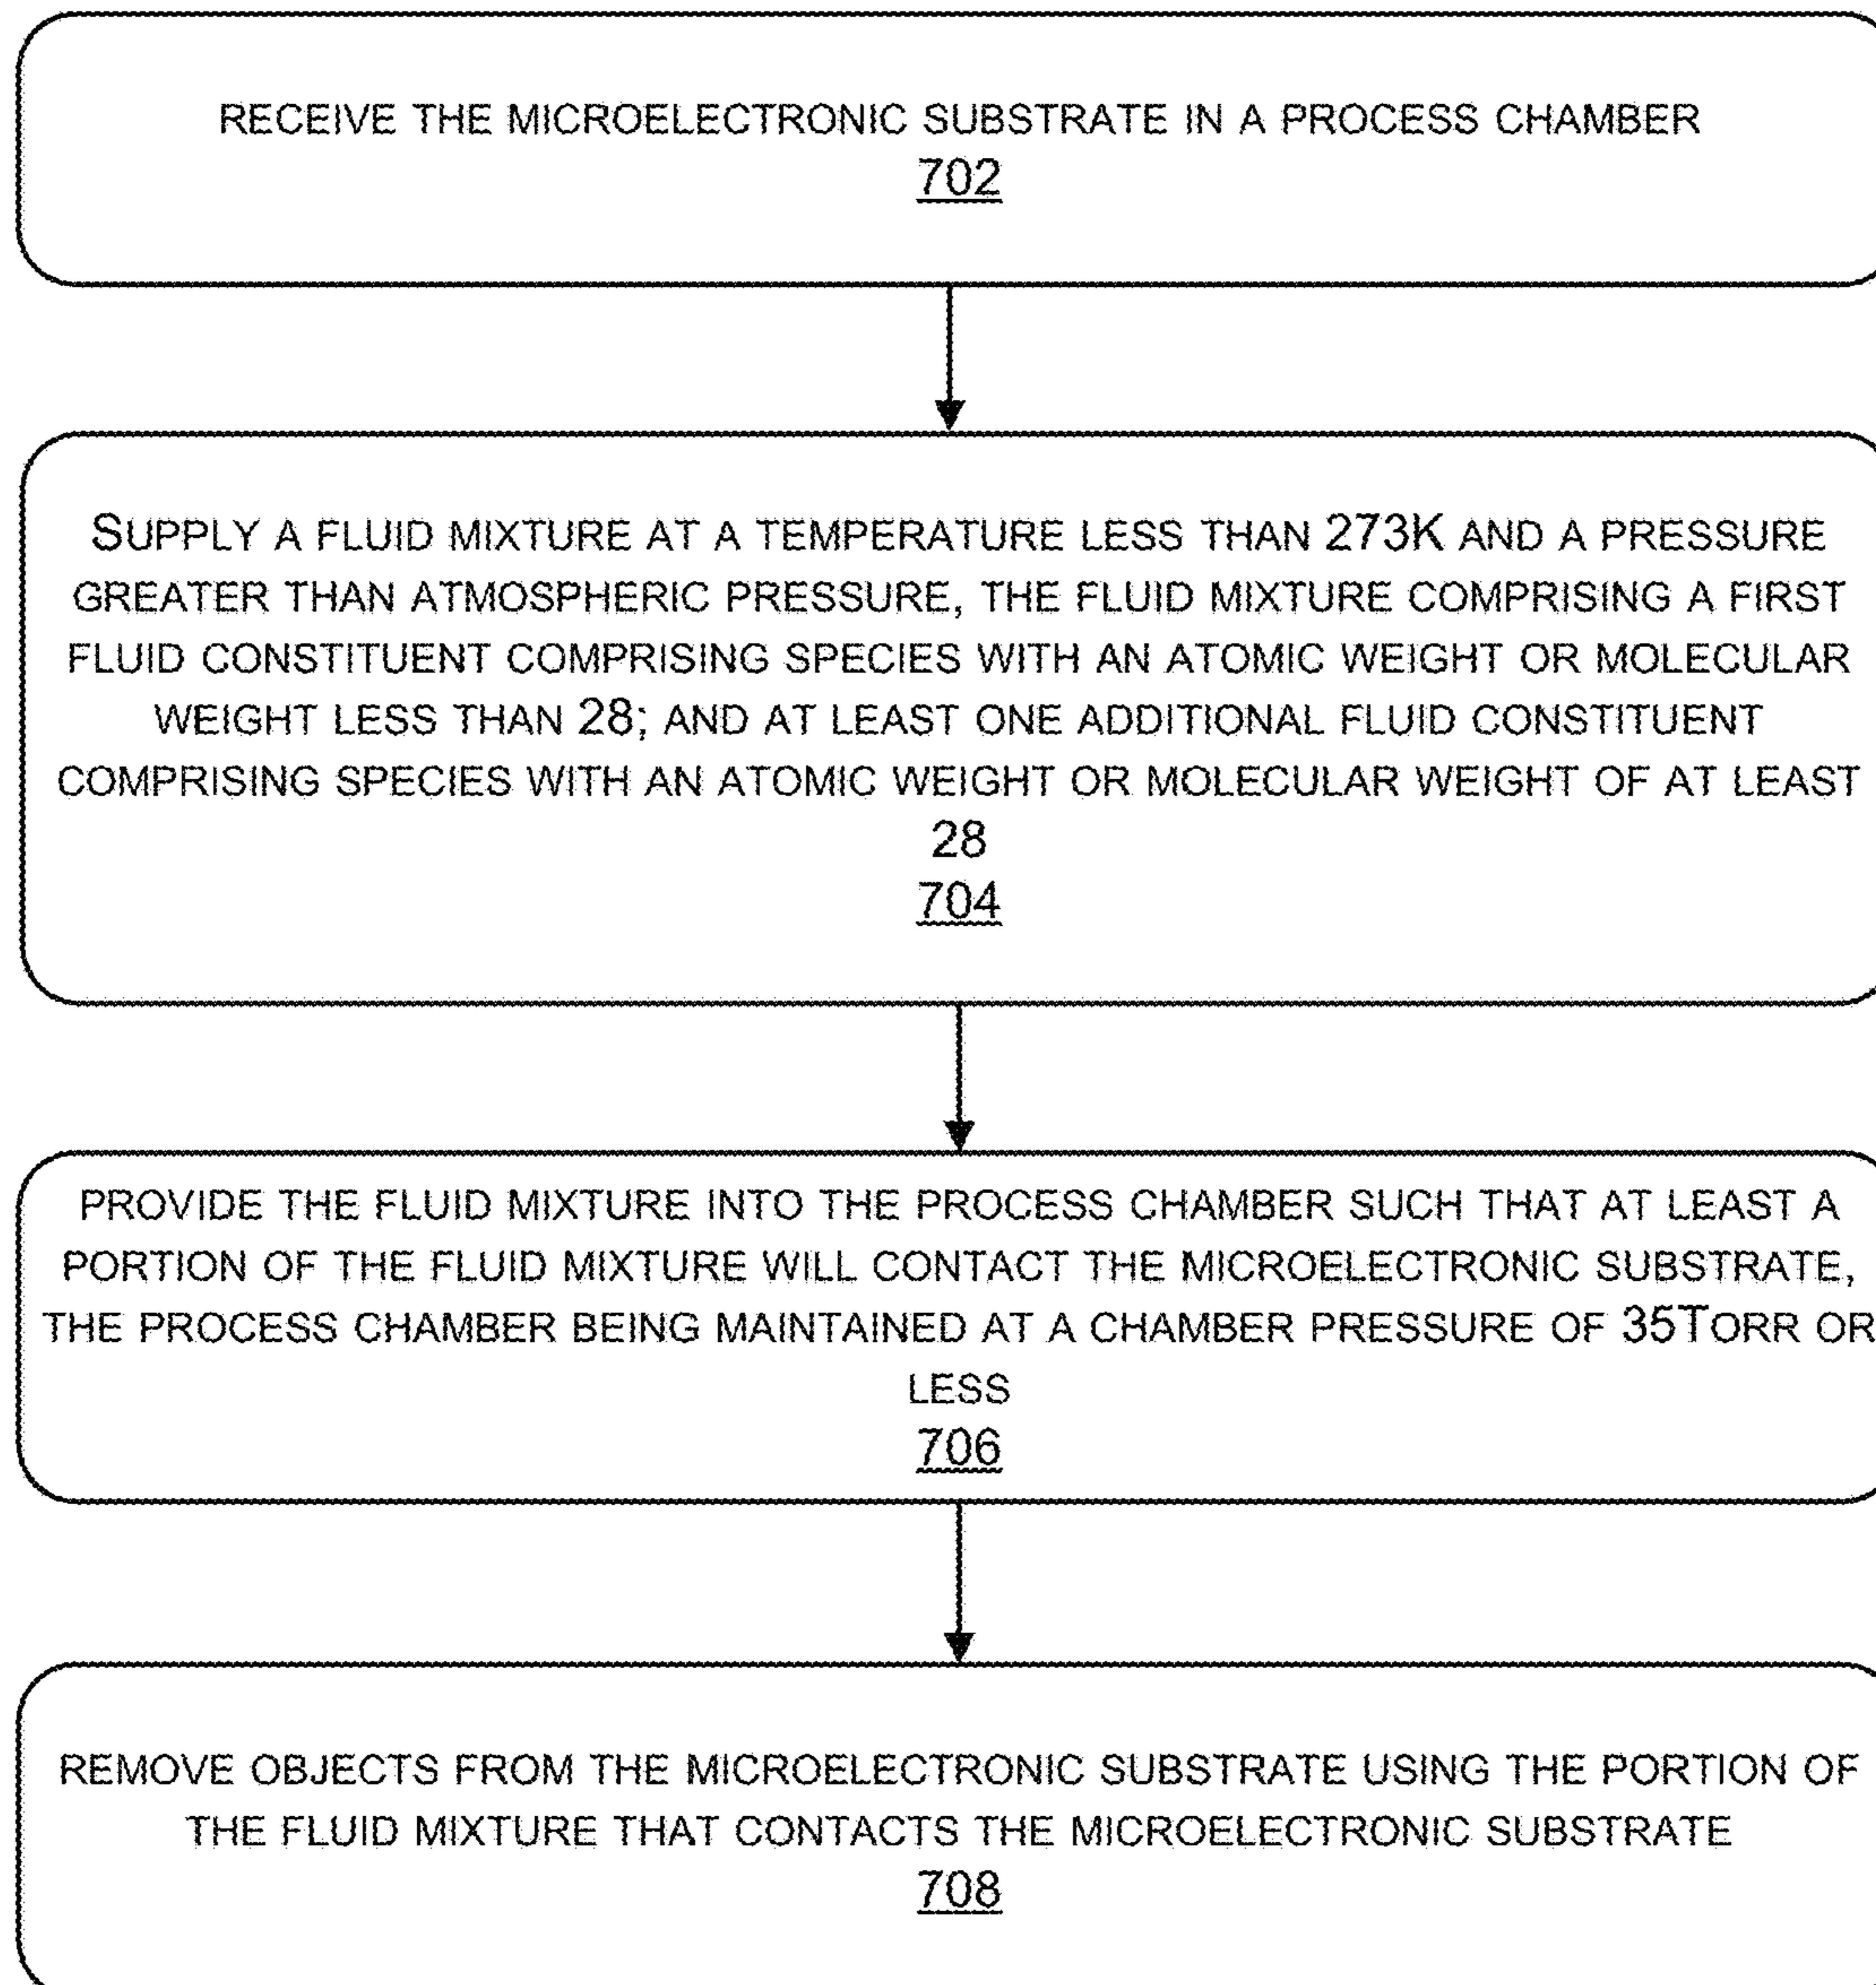 RECEIVE THE MICROELECTRONIC SUBSTRATE IN A PROCESS CHAMBER
702
SUPPLY A FLUID MIXTURE AT A TEMPERATURE LESS THAN 273K AND A PRESSURE
GREATER THAN ATMOSPHERIC PRESSURE, THE FLUID MIXTURE COMPRISING A FIRST
FLUID CONSTITUENT COMPRISING SPECIES WITH AN ATOMIC WEIGHT OR MOLECULAR
WEIGHT LESS THAN 28; AND AT LEAST ONE ADDITIONAL FLUID CONSTITUENT
COMPRISING SPECIES WITH AN ATOMIC WEIGHT OR MOLECULAR WEIGHT OF AT LEAST
28
704
PROVIDE THE FLUID MIXTURE INTO THE PROCESS CHAMBER SUCH THAT AT LEAST A
PORTION OF THE FLUID MIXTURE WILL CONTACT THE MICROELECTRONIC SUBSTRATE,
THE PROCESS CHAMBER BEING MAINTAINED AT A CHAMBER PRESSURE OF 35TORR OR
LESS
706
REMOVE OBJECTS FROM THE MICROELECTRONIC SUBSTRATE USING THE PORTION OF
THE FLUID MIXTURE THAT CONTACTS THE MICROELECTRONIC SUBSTRATE
708